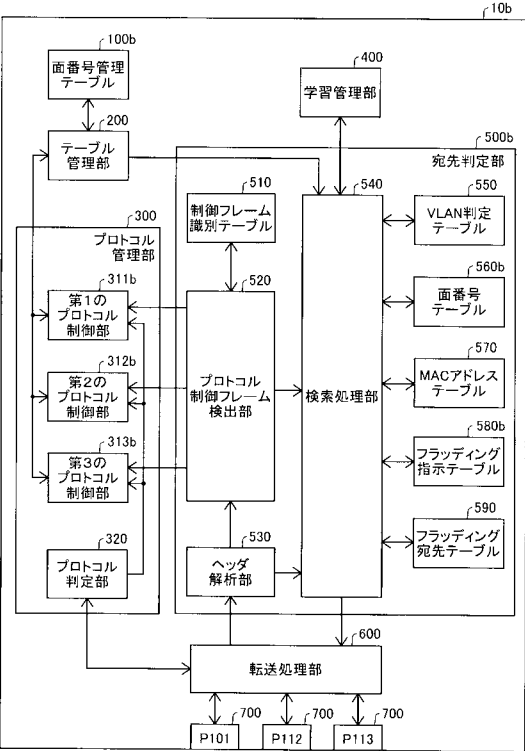 10b
100b
面番号管理
テーブル
200
テーブル
管理部
400
学習管理部
500b
宛先判定部
300
プロトコル
管理部
311b
第1の
プロトコル
制御部
312b
第2の
プロトコル
制御部
313b
第3の
プロトコル
制御部
320
プロトコル
判定部
510
制御フレーム
識別テーブル
520
プロトコル
制御フレーム
検出部
530
ヘッダ
解析部
540
検索処理部
550
VLAN判定
テーブル
560b
面番号
テーブル
570
MACアドレス
テーブル
580b
フラッディング
指示テーブル
590
フラッディング
宛先テーブル
600
転送処理部
700
P101
700
P112
700
P113